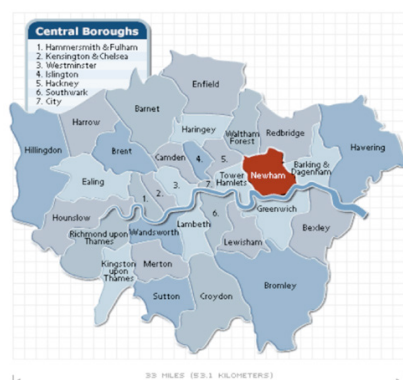 Central Boroughs
1. Hammersmith & Fulham
2. Kensington & Chelsea
3. Westminster
4. Islington
5. Hackney
6. Southwark
7. City
Enfield
Barnet
Harrow
Haringey
Waltham
Forest
Redbridge
Havering
Hillingdon
Brent
Camden
4.
5.
Newham
Barking &
Dagenham
Ealing
Tower
Hamlets
1.
2.
3.
7.
Hounslow
6.
Greenwich
Bexley
Richmond upon
Thames
Wandsworth
Lambeth
Lewisham
Kingston
upon
Thames
Merton
Sutton
Croydon
Bromley
33 MILES (53.1 KILOMETERS)